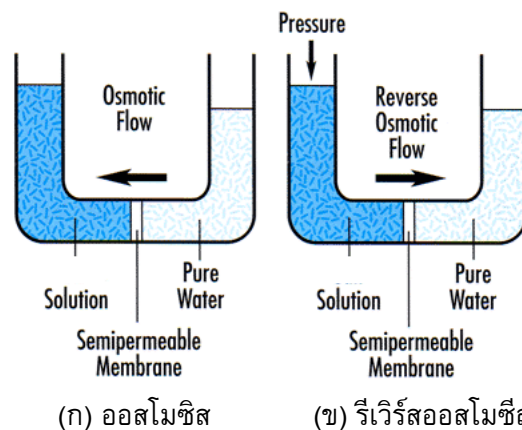 Pressure
Osmotic
Flow
Solution
Pure
Water
Semipermeable
Membrane
(ก) ออสโมซิส
Reverse
Osmotic
Flow
Solution
Pure
Water
Semipermeable
Membrane
(ข) รีเวิร์สออสโมซีส